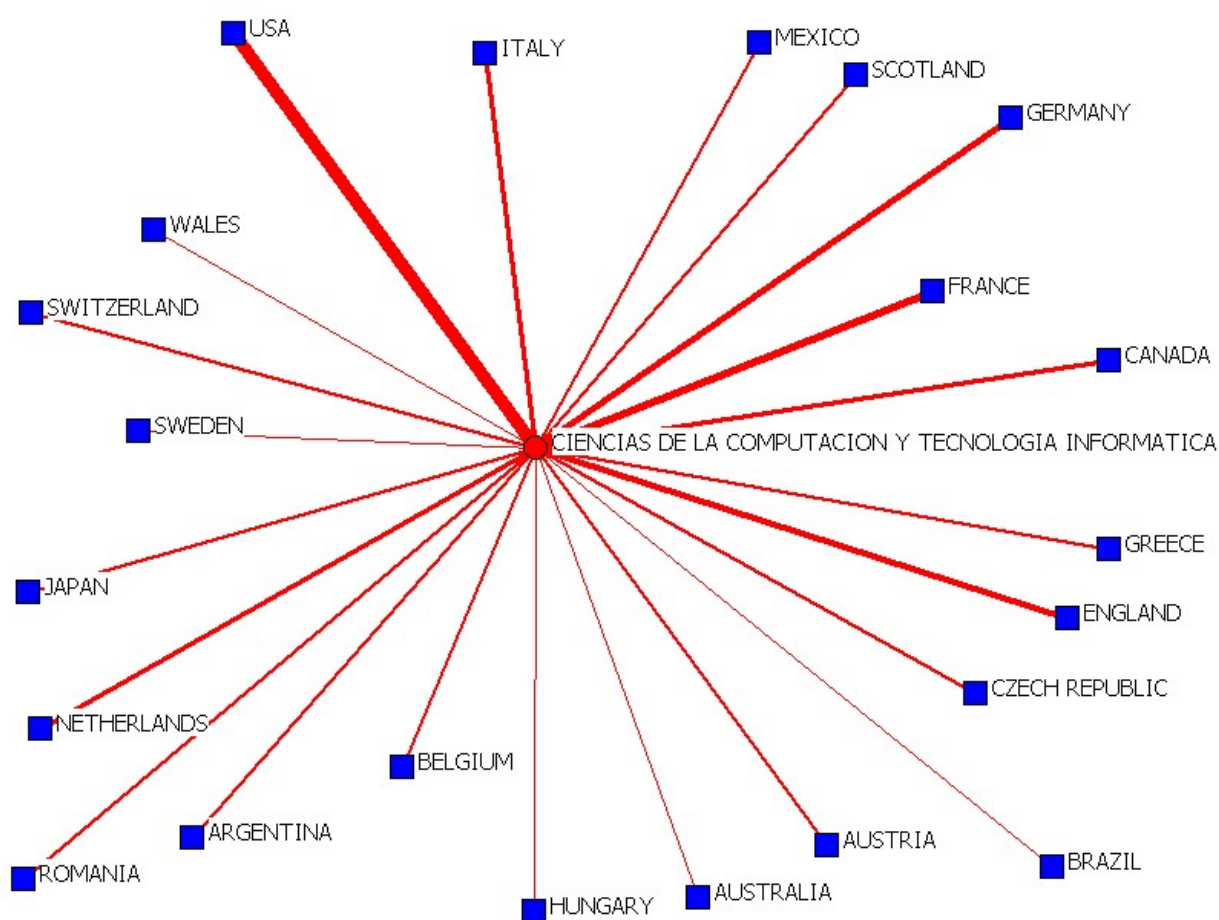 USA
ITALY
MEXICO
SCOTLAND
GERMANY
WALES
FRANCE
SWITZERLAND
CANADA
SWEDEN
CIENCIAS DE LA COMPUTACION Y TECNOLOGIA INFORMATICA
GREECE
JAPAN
ENGLAND
CZECH REPUBLIC
NETHERLANDS
BELGIUM
ARGENTINA
AUSTRIA
BRAZIL
ROMANIA
AUSTRALIA
HUNGARY